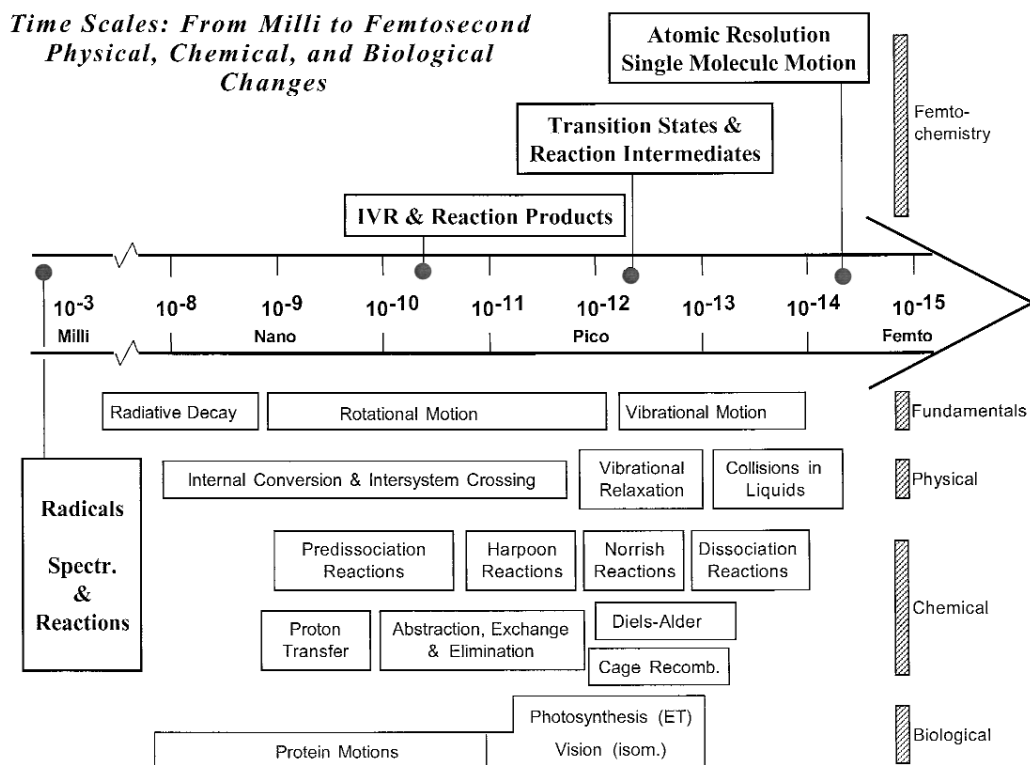 Time Scales: From Milli to Femtosecond
Physical, Chemical, and Biological
Changes
Atomic Resolution
Single Molecule Motion
Femto-
chemistry
Transition States &
Reaction Intermediates
IVR & Reaction Products
10-3 10-8 10-9 10-10 10-11 10-12 10-13 10-14 10-15
Milli Nano Pico Femto
Radiative Decay Rotational Motion Vibrational Motion Fundamentals
Radicals
Spectr.
&
Reactions
Internal Conversion & Intersystem Crossing
Vibrational
Relaxation
Collisions in
Liquids
Physical
Predissociation
Reactions
Harpoon
Reactions
Norrish
Reactions
Dissociation
Reactions
Proton
Transfer
Abstraction, Exchange
& Elimination
Diels-Alder
Cage Recomb.
Chemical
Photosynthesis (ET)
Vision (isom.)
Protein Motions
Biological